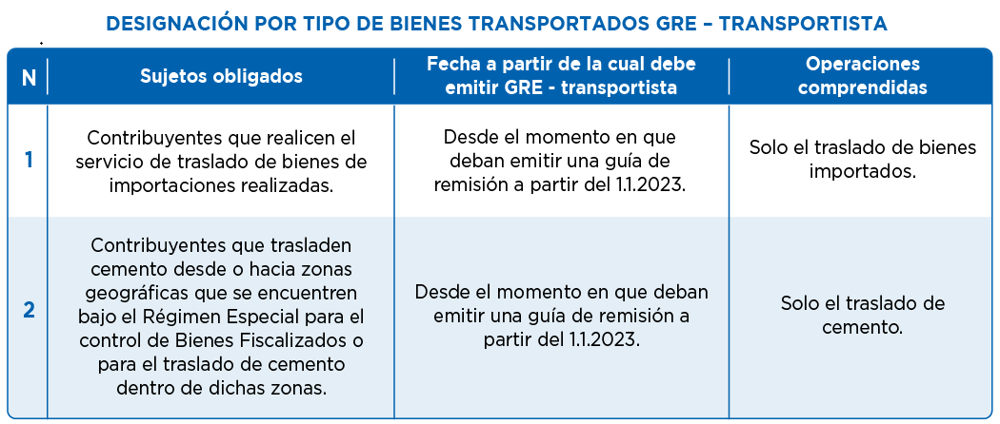 DESIGNACIÓN POR TIPO DE BIENES TRANSPORTADOS GRE – TRANSPORTISTA
N
Sujetos obligados
Fecha a partir de la cual debe
emitir GRE - transportista
Operaciones
comprendidas
1
Contribuyentes que realicen el
servicio de traslado de bienes de
importaciones realizadas.
Desde el momento en que
deban emitir una guía de
remisión a partir del 1.1.2023.
Solo el traslado de bienes
importados.
2
Contribuyentes que trasladen
cemento desde o hacia zonas
geográficas que se encuentren
bajo el Régimen Especial para el
control de Bienes Fiscalizados o
para el traslado de cemento
dentro de dichas zonas.
Desde el momento en que deban
emitir una guía de remisión a
partir del 1.1.2023.
Solo el traslado de
cemento.